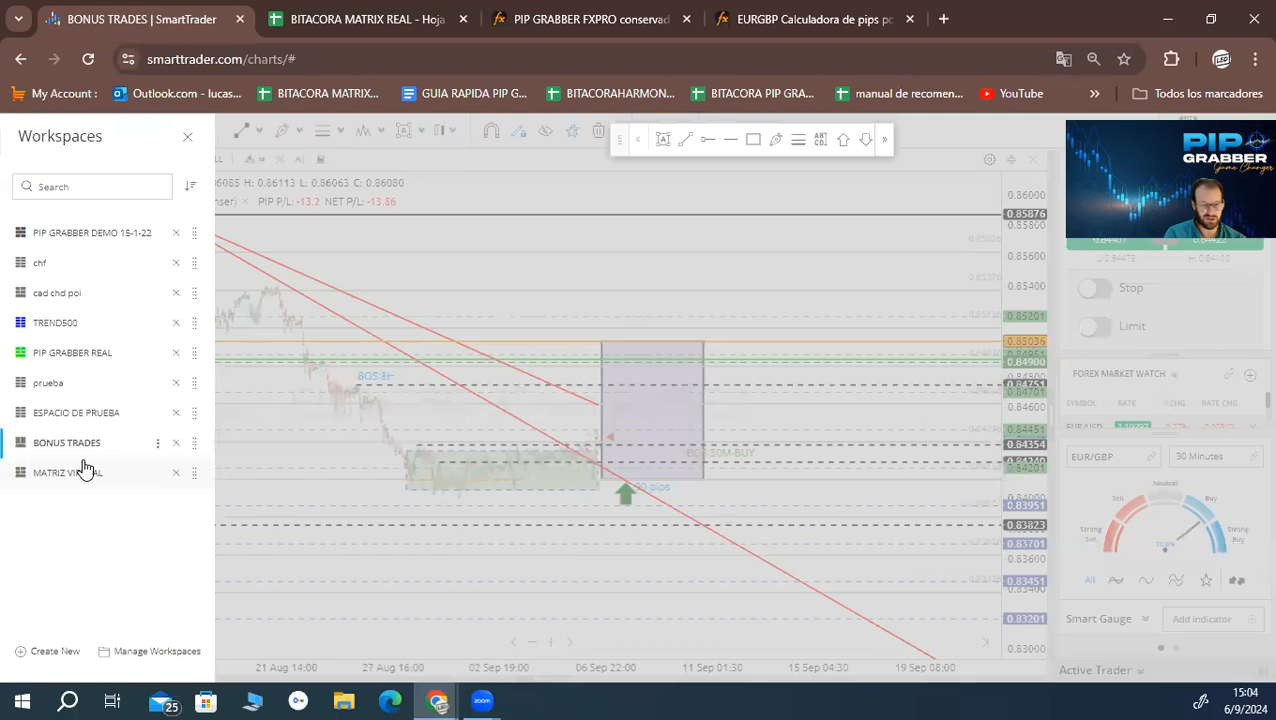 BONUS TRADES | SmartTrader
BITACORA MATRIX REAL - Hoja
PIP GRABBER FXPRO conservad
EURGBP Calculadora de pips pc
smarttrader.com/charts/#
My Account :
Outlook.com - lucas...
BITACORA MATRIX...
GUIA RAPIDA PIP G...
BITACORAHARMON...
BITACORA PIP GRA...
manual de recomen...
YouTube
Todos los marcadores
Workspaces
Search
PIP GRABBER DEMO 15-1-22
chf
cad chd poi
TREND500
PIP GRABBER REAL
prueba
ESPACIO DE PRUEBA
BONUS TRADES
Create New
Manage Workspaces
ABC
H: 0.86113 L: 0.86063 C: 0.86080
PIP P/L: -13.2 NET P/L: -13.86
0.86000
0.85876
0.85800
0.85600
0.85400
0.85201
0.85036
0.84900
0.84751
0.84701
0.84600
0.84451
0.84354
0.84201
0.83951
0.83823
0.83701
0.83600
0.83451
0.83201
0.83000
21 Aug 14:00
27 Aug 16:00
02 Sep 19:00
06 Sep 22:00
11 Sep 01:30
15 Sep 04:30
19 Sep 08:00
PIP
GRABBER
Game Changer
Stop
Limit
FOREX MARKET WATCH
SYMBOL RATE RATE CHG
EUR/GBP
30 Minutes
Neutral
Sell
Buy
Strong Sell
Strong Buy
All
Smart Gauge
Add indicator
Active Trader
25
15:04
6/9/2024